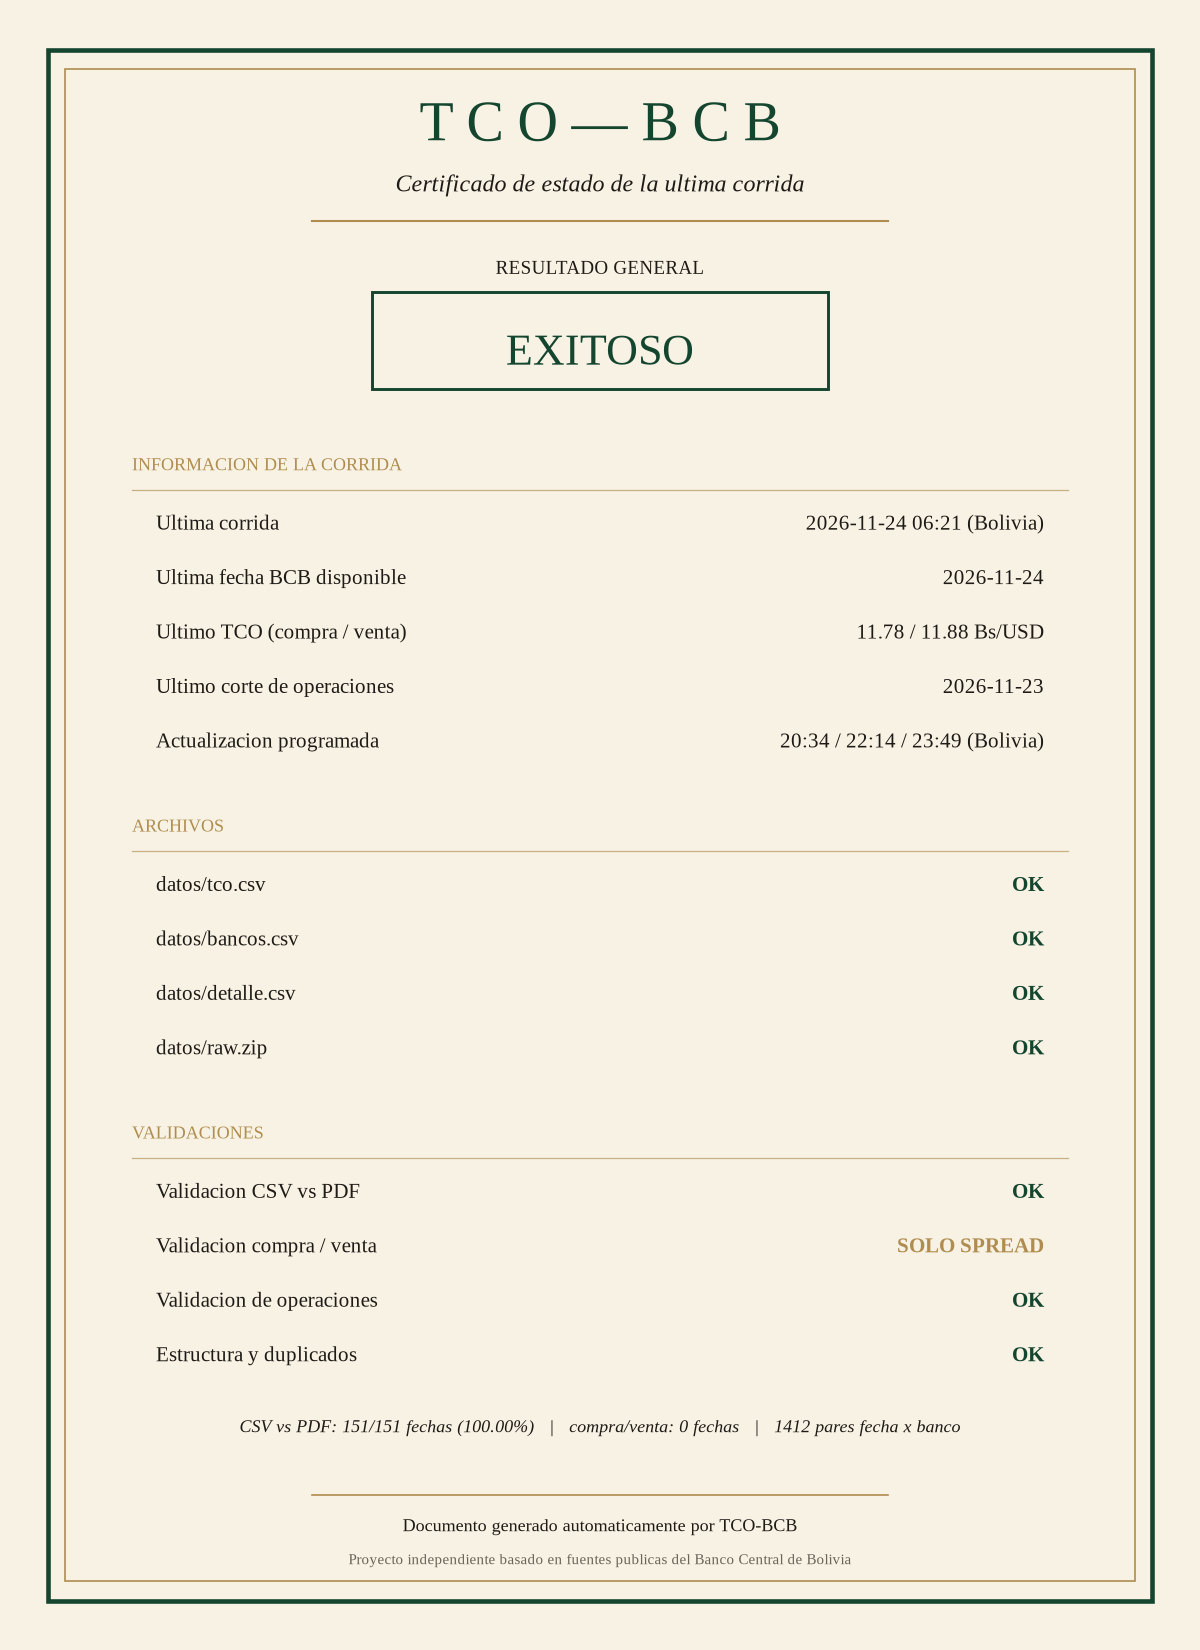 TCO—BCB
Certificado de estado de la ultima corrida
RESULTADO GENERAL
EXITOSO
INFORMACION DE LA CORRIDA
Ultima corrida 2026-11-24 06:21 (Bolivia)
Ultima fecha BCB disponible 2026-11-24
Ultimo TCO (compra / venta) 11.78 / 11.88 Bs/USD
Ultimo corte de operaciones 2026-11-23
Actualizacion programada 20:34 / 22:14 / 23:49 (Bolivia)
ARCHIVOS
datos/tco.csv OK
datos/bancos.csv OK
datos/detalle.csv OK
datos/raw.zip OK
VALIDACIONES
Validacion CSV vs PDF OK
Validacion compra / venta SOLO SPREAD
Validacion de operaciones OK
Estructura y duplicados OK
CSV vs PDF: 151/151 fechas (100.00%) | compra/venta: 0 fechas | 1412 pares fecha x banco
Documento generado automaticamente por TCO-BCB
Proyecto independiente basado en fuentes publicas del Banco Central de Bolivia